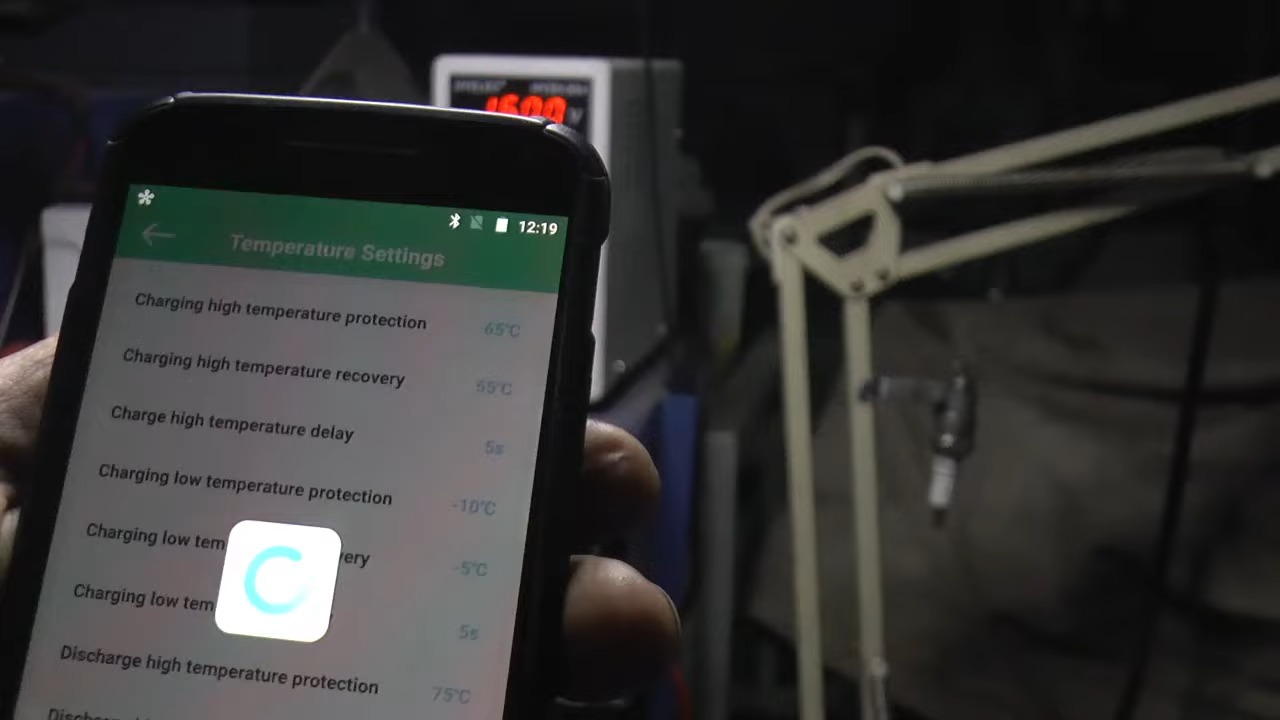 16.00 V
12:19
Temperature Settings
Charging high temperature protection 65℃
Charging high temperature recovery 55℃
Charge high temperature delay 5s
Charging low temperature protection -10℃
Charging low tem very -5℃
Charging low tem 5s
Discharge high temperature protection 75℃